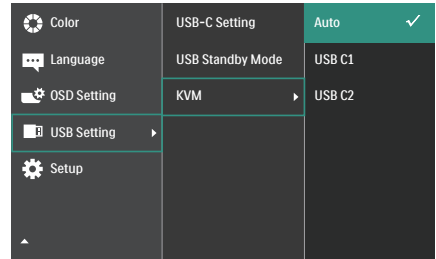 Color
Language
OSD Setting
USB Setting
Setup
USB-C Setting
USB Standby Mode
KVM
Auto
USB C1
USB C2